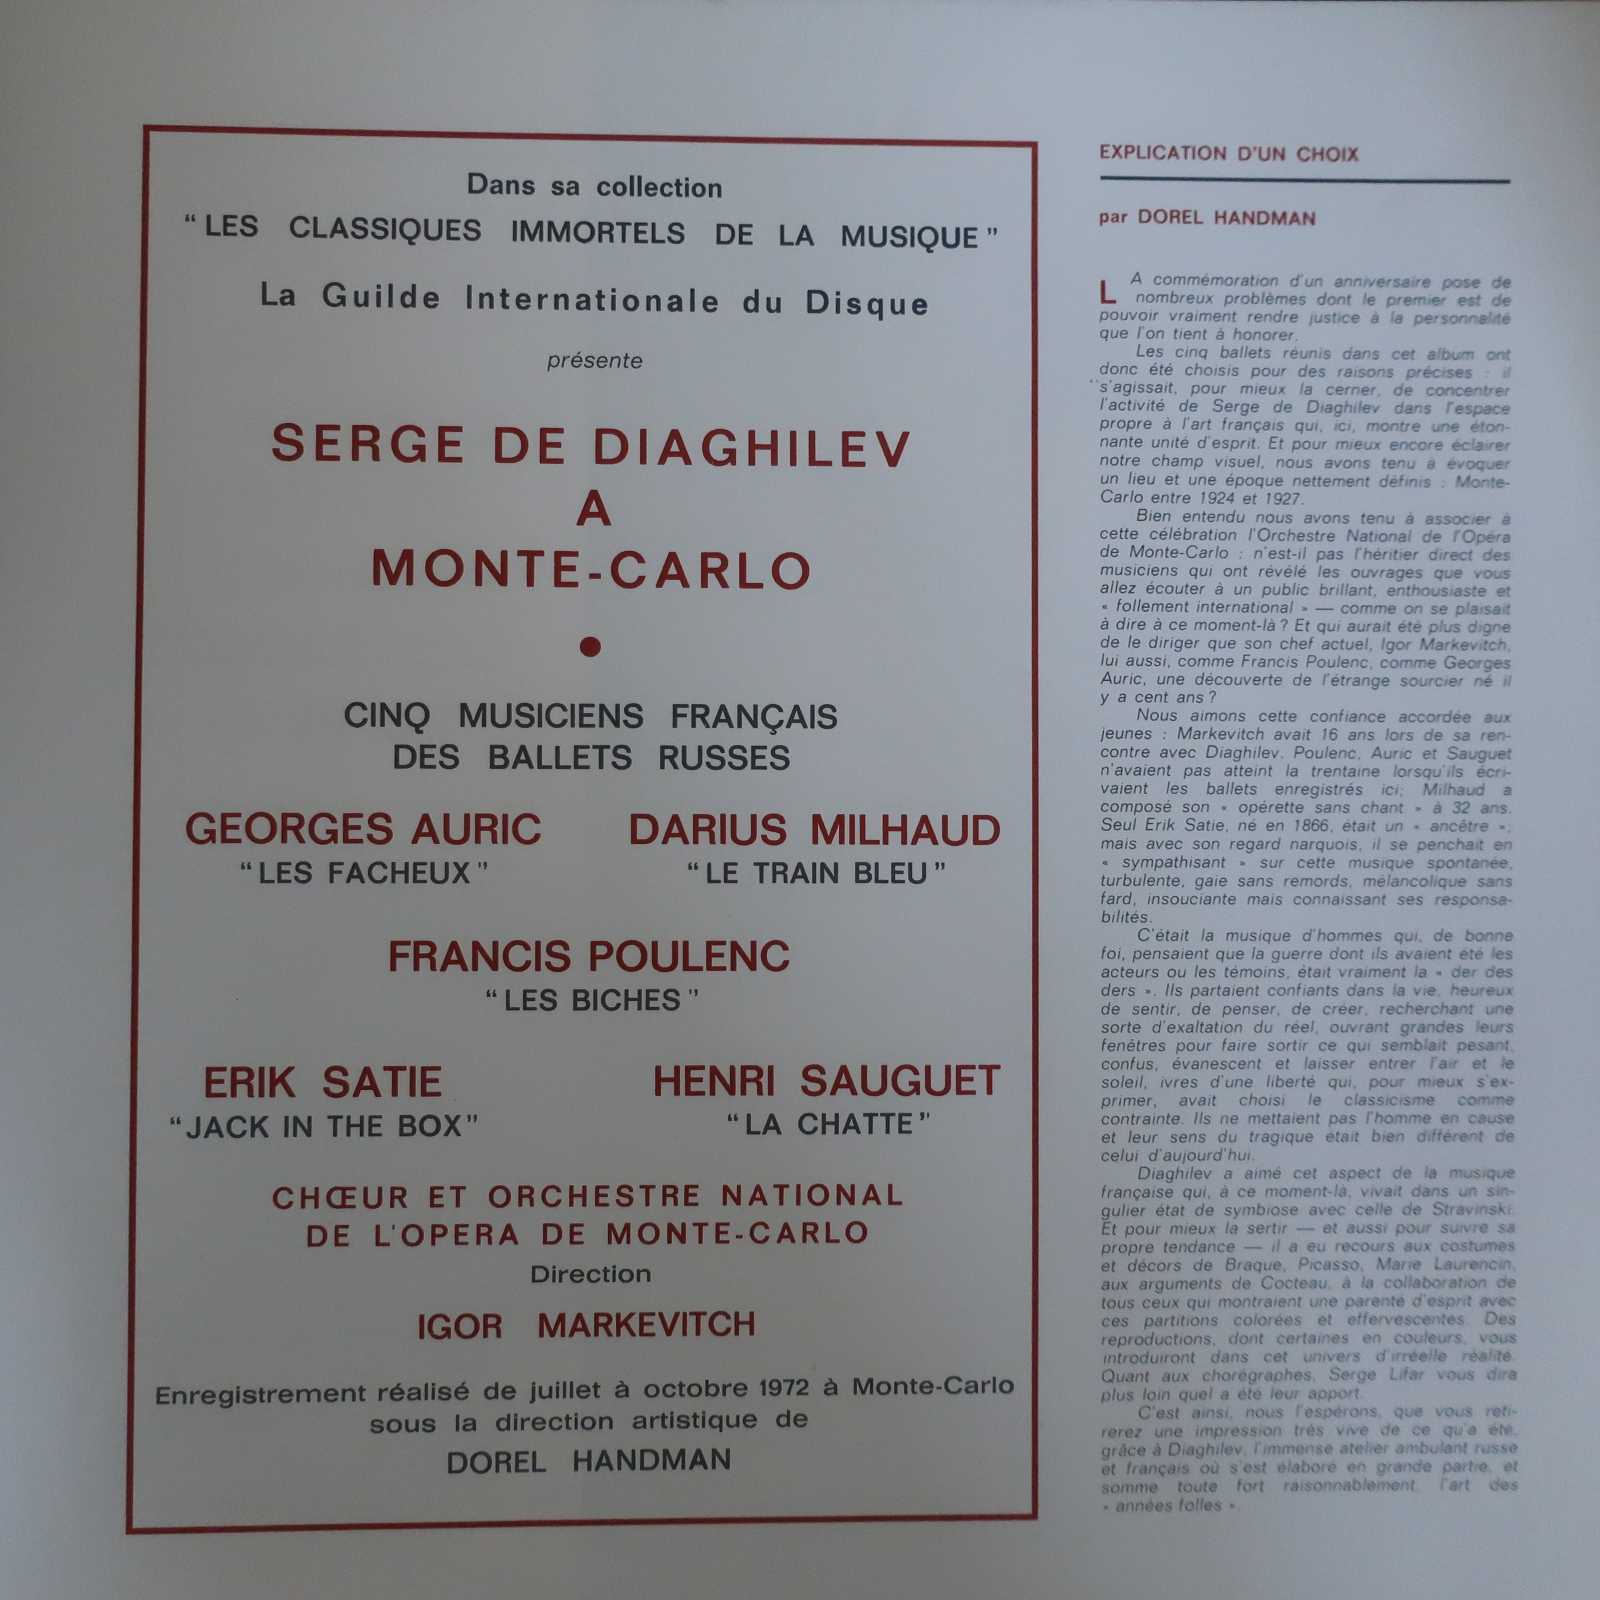 Dans sa collection
“ LES CLASSIQUES IMMORTELS DE LA MUSIQUE ”
La Guilde Internationale du Disque
présente
SERGE DE DIAGHILEV
A
MONTE-CARLO
CINQ MUSICIENS FRANÇAIS
DES BALLETS RUSSES
GEORGES AURIC
“ LES FACHEUX ”
DARIUS MILHAUD
“ LE TRAIN BLEU ”
FRANCIS POULENC
“ LES BICHES ”
ERIK SATIE
“ JACK IN THE BOX ”
HENRI SAUGUET
“ LA CHATTE ”
CHŒUR ET ORCHESTRE NATIONAL
DE L'OPERA DE MONTE-CARLO
Direction
IGOR MARKEVITCH
Enregistrement réalisé de juillet à octobre 1972 à Monte-Carlo
sous la direction artistique de
DOREL HANDMAN
EXPLICATION D'UN CHOIX
par DOREL HANDMAN
LA commémoration d'un anniversaire pose de
nombreux problèmes dont le premier est de
pouvoir vraiment rendre justice à la personnalité
que l'on tient à honorer.
Les cinq ballets réunis dans cet album ont
donc été choisis pour des raisons précises : il
s'agissait, pour mieux la cerner, de concentrer
l'activité de Serge de Diaghilev dans l'espace
propre à l'art français qui, ici, montre une éton-
nante unité d'esprit. Et pour mieux encore éclairer
notre champ visuel, nous avons tenu à évoquer
un lieu et une époque nettement définis : Monte-
Carlo entre 1924 et 1927.
Bien entendu nous avons tenu à associer à
cette célébration l'Orchestre National de l'Opéra
de Monte-Carlo : n'est-il pas l'héritier direct des
musiciens qui ont révélé les ouvrages que vous
allez écouter à un public brillant, enthousiaste et
« follement international » — comme on se plaisait
à dire à ce moment-là ? Et qui aurait été plus digne
de le diriger que son chef actuel, Igor Markevitch,
lui aussi, comme Francis Poulenc, comme Georges
Auric, une découverte de l'étrange sourcier né il
y a cent ans ?
Nous aimons cette confiance accordée aux
jeunes : Markevitch avait 16 ans lors de sa ren-
contre avec Diaghilev. Poulenc, Auric et Sauguet
n'avaient pas atteint la trentaine lorsqu'ils écri-
vaient les ballets enregistrés ici; Milhaud a
composé son « opérette sans chant » à 32 ans.
Seul Erik Satie, né en 1866, était un « ancêtre »;
mais avec son regard narquois, il se penchait en
« sympathisant » sur cette musique spontanée,
turbulente, gaie sans remords, mélancolique sans
fard, insouciante mais connaissant ses responsa-
bilités.
C'était la musique d'hommes qui, de bonne
foi, pensaient que la guerre dont ils avaient été les
acteurs ou les témoins, était vraiment la « der des
ders ». Ils partaient confiants dans la vie, heureux
de sentir, de penser, de créer, recherchant une
sorte d'exaltation du réel, ouvrant grandes leurs
fenêtres pour faire sortir ce qui semblait pesant,
confus, évanescent et laisser entrer l'air et le
soleil, ivres d'une liberté qui, pour mieux s'ex-
primer, avait choisi le classicisme comme
contrainte. Ils ne mettaient pas l'homme en cause
et leur sens du tragique était bien différent de
celui d'aujourd'hui.
Diaghilev a aimé cet aspect de la musique
française qui, à ce moment-là, vivait dans un sin-
gulier état de symbiose avec celle de Stravinski.
Et pour mieux la sertir — et aussi pour suivre sa
propre tendance — il a eu recours aux costumes
et décors de Braque, Picasso, Marie Laurencin,
aux arguments de Cocteau, à la collaboration de
tous ceux qui montraient une parenté d'esprit avec
ces partitions colorées et effervescentes. Des
reproductions, dont certaines en couleurs, vous
introduiront dans cet univers d'irréelle réalité.
Quant aux chorégraphes, Serge Lifar vous dira
plus loin quel a été leur apport.
C'est ainsi, nous l'espérons, que vous reti-
rerez une impression très vive de ce qu'a été,
grâce à Diaghilev, l'immense atelier ambulant russe
et français où s'est élaboré en grande partie, et
somme toute fort raisonnablement, l'art des
« années folles ».